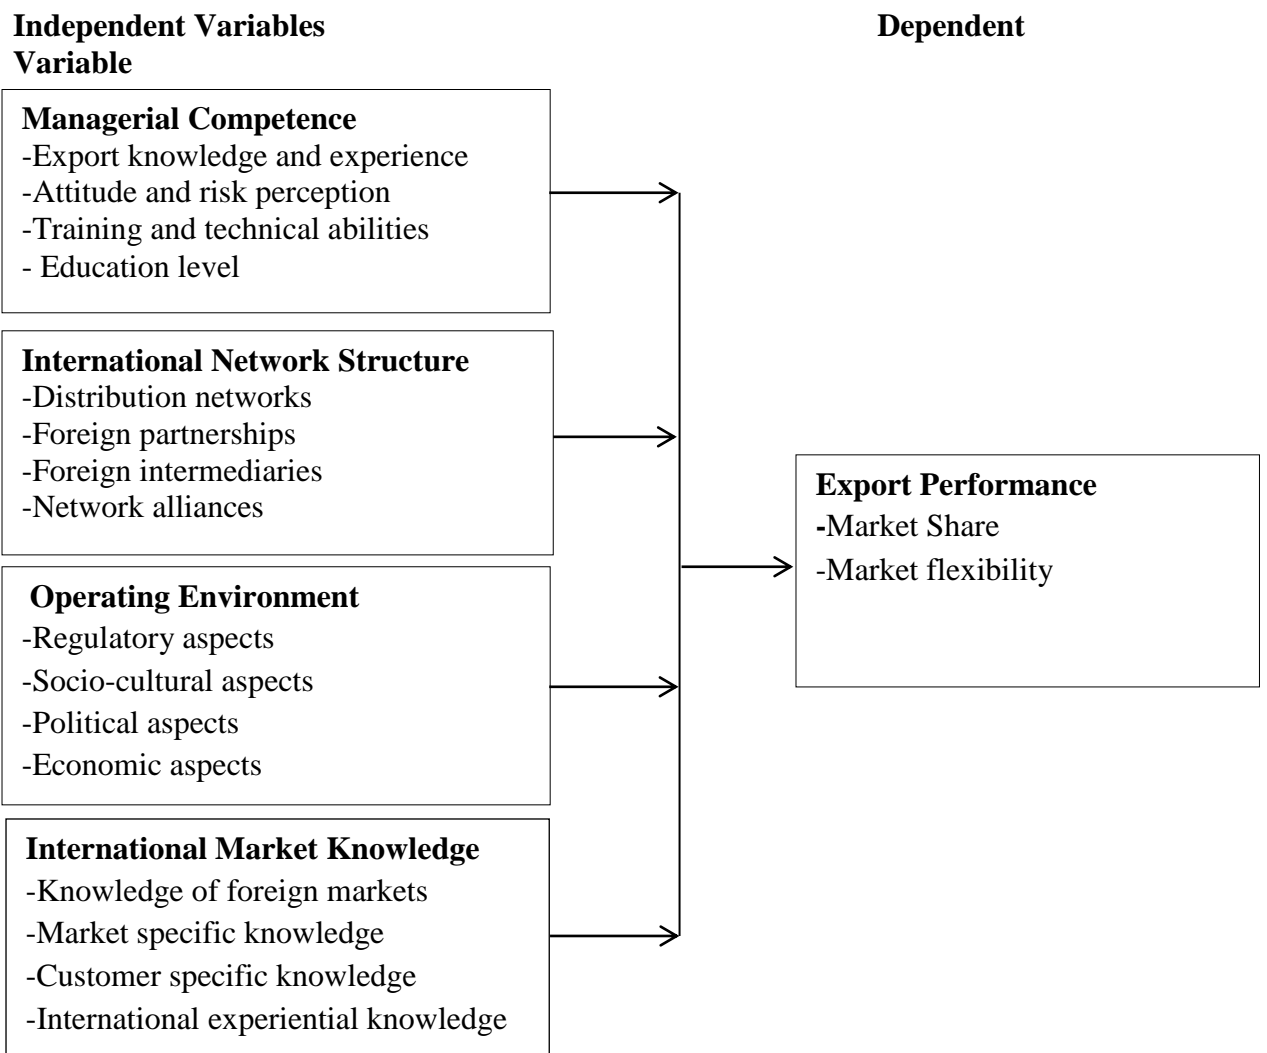 Independent Variables Dependent
Variable
Managerial Competence
-Export knowledge and experience
-Attitude and risk perception
-Training and technical abilities
- Education level
International Network Structure
-Distribution networks
-Foreign partnerships
-Foreign intermediaries
-Network alliances
Operating Environment
-Regulatory aspects
-Socio-cultural aspects
-Political aspects
-Economic aspects
International Market Knowledge
-Knowledge of foreign markets
-Market specific knowledge
-Customer specific knowledge
-International experiential knowledge
Export Performance
-Market Share
-Market flexibility